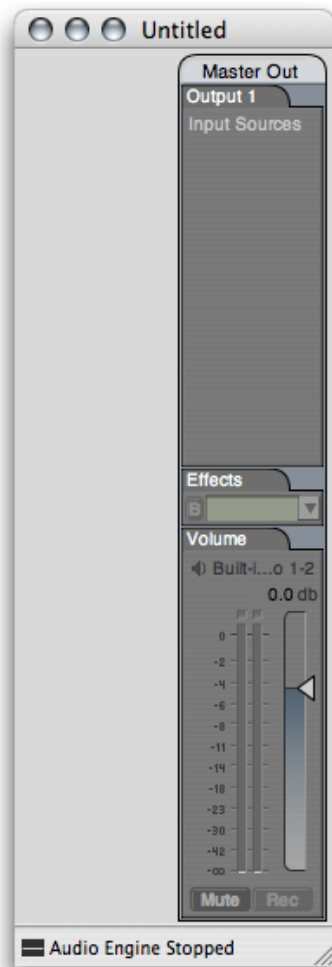 Untitled
Master Out
Output 1
Input Sources
Effects
B
Volume
Built-i...o 1-2
0.0 db
0
-2
-4
-6
-8
-11
-14
-18
-23
-30
-42
-∞
Mute Rec
Audio Engine Stopped